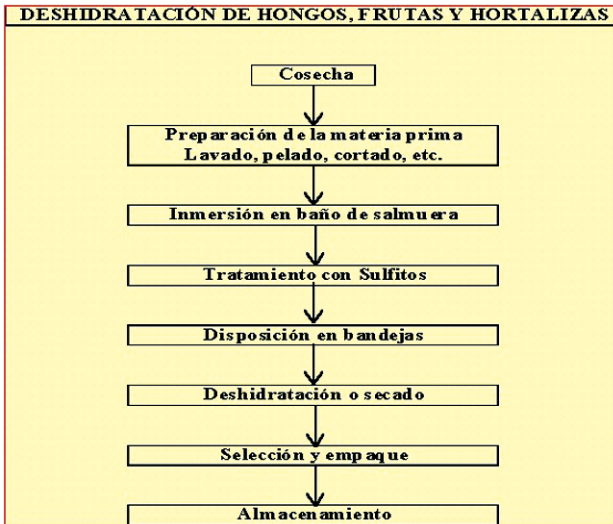 DESHIDRATACIÓN DE HONGOS, FRUTAS Y HORTALIZAS
Cosecha
Preparación de la materia prima
Lavado, pelado, cortado, etc.
Inmersión en baño de salmuera
Tratamiento con Sulfitos
Disposición en bandejas
Deshidratación o secado
Selección y empaque
Almacenamiento